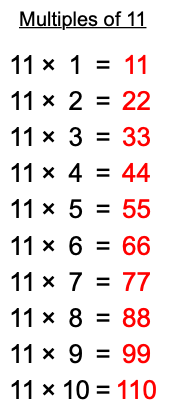 Multiples of 11
11 × 1 = 11
11 × 2 = 22
11 × 3 = 33
11 × 4 = 44
11 × 5 = 55
11 × 6 = 66
11 × 7 = 77
11 × 8 = 88
11 × 9 = 99
11 × 10 = 110